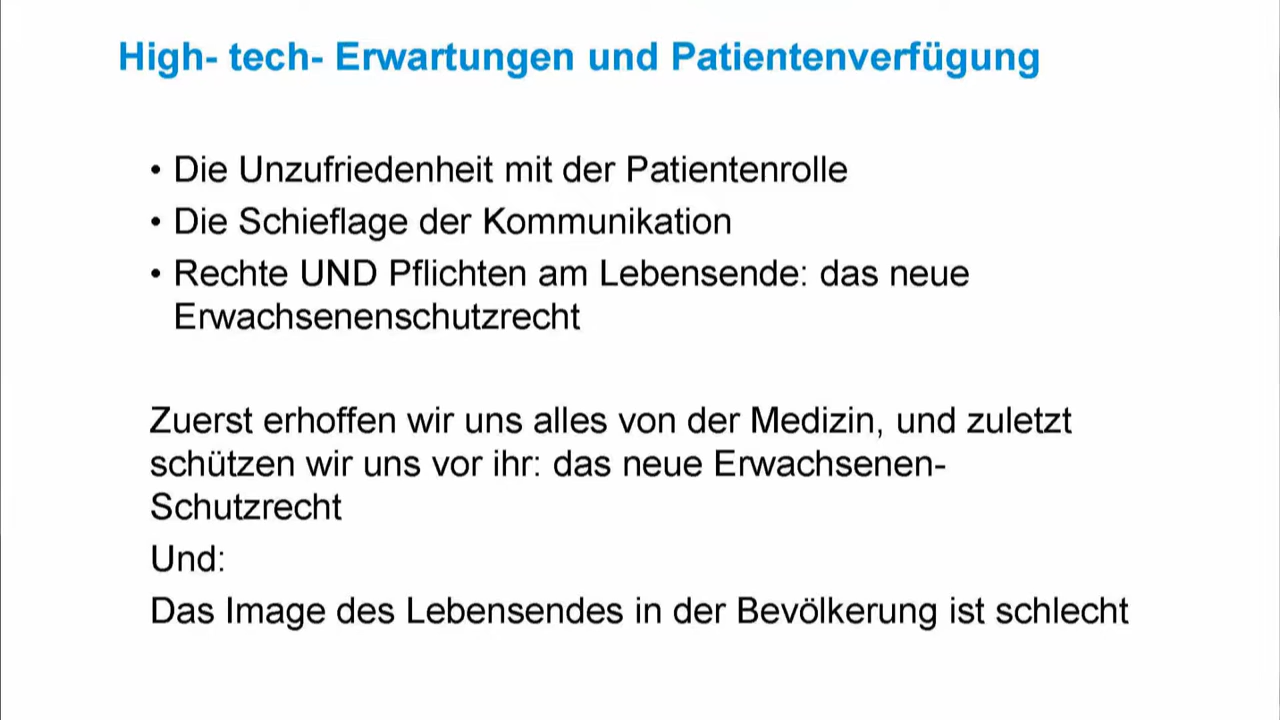 High- tech- Erwartungen und Patientenverfügung
• Die Unzufriedenheit mit der Patientenrolle
• Die Schieflage der Kommunikation
• Rechte UND Pflichten am Lebensende: das neue
Erwachsenenschutzrecht
Zuerst erhoffen wir uns alles von der Medizin, und zuletzt
schützen wir uns vor ihr: das neue Erwachsenen-
Schutzrecht
Und:
Das Image des Lebensendes in der Bevölkerung ist schlecht